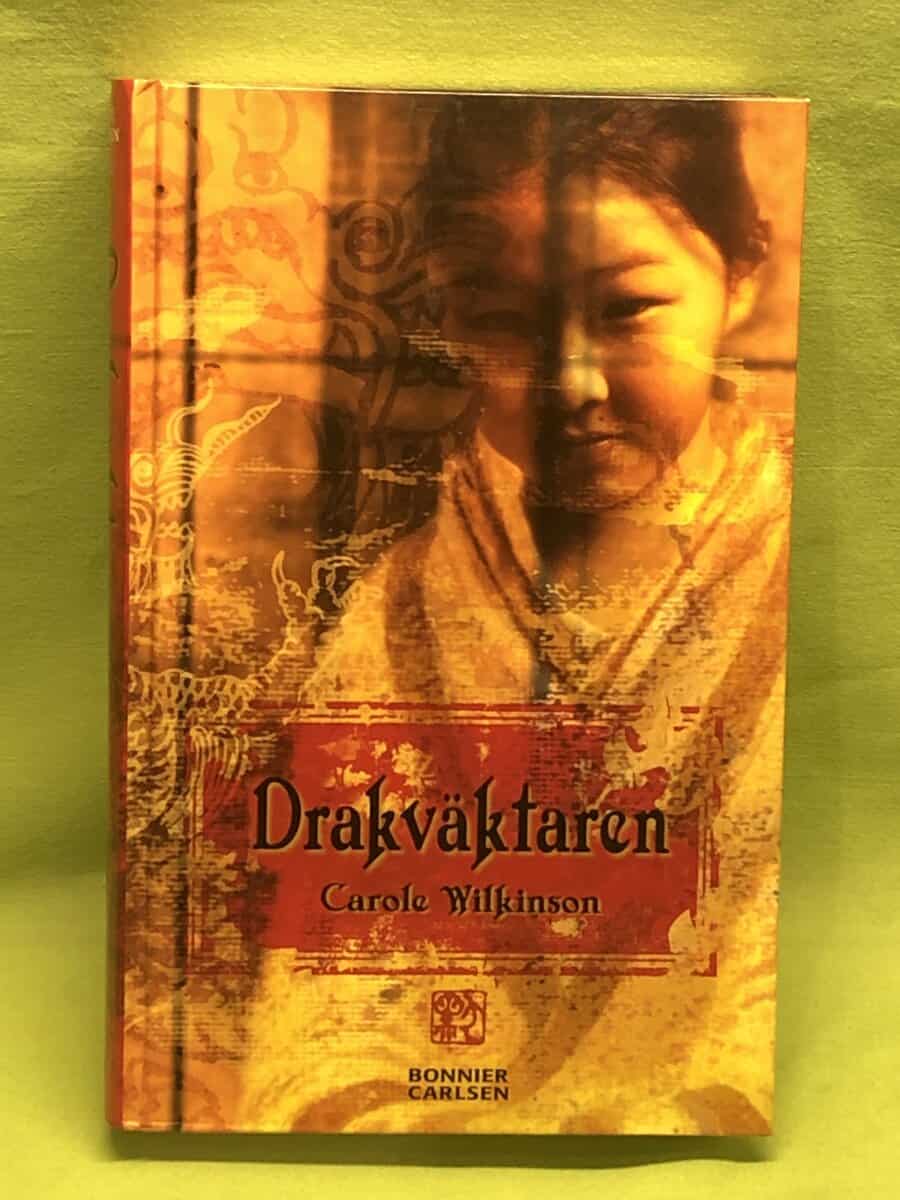 Drakväktaren
Carole Wilkinson
BONNIER
CARLSEN